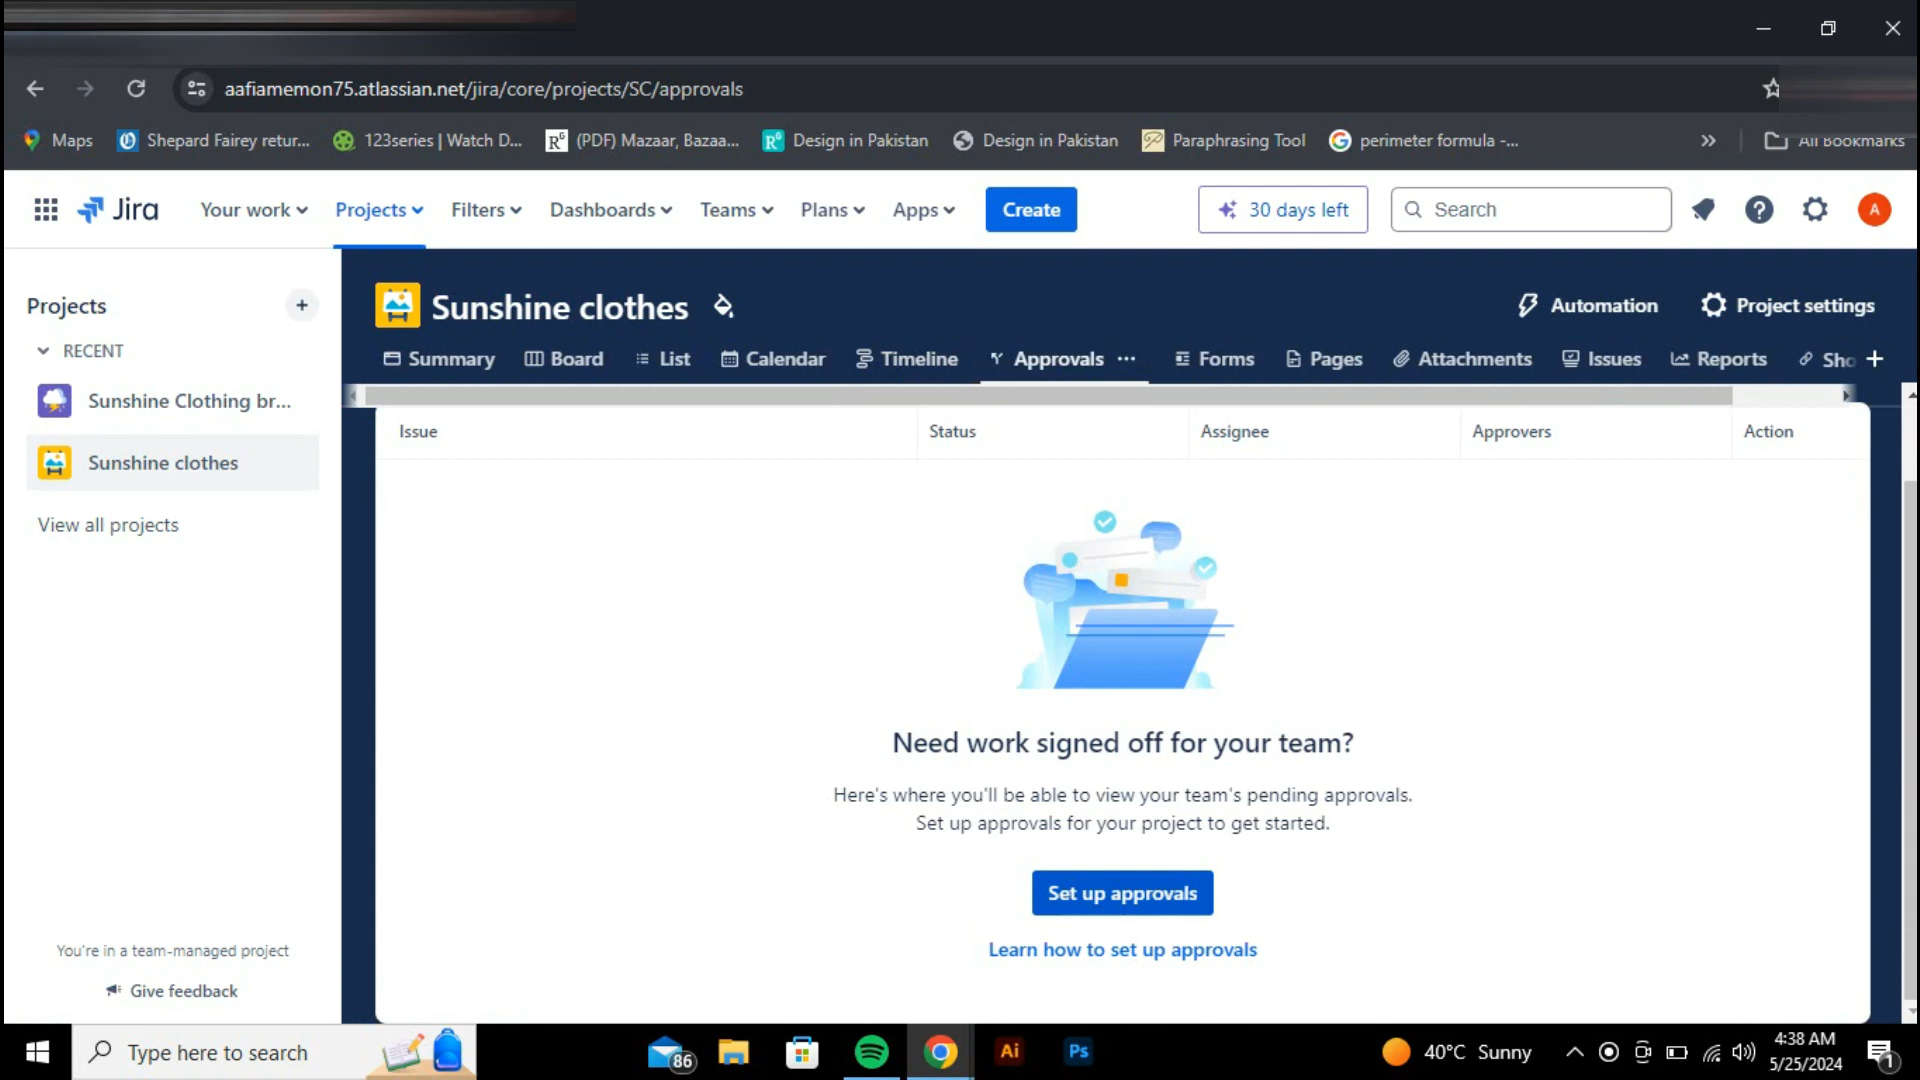 aafiamemon75.atlassian.net/jira/core/projects/SC/approvals
Maps
Shepard Fairey retur...
123series | Watch D...
(PDF) Mazaar, Bazaa...
Design in Pakistan
Design in Pakistan
Paraphrasing Tool
perimeter formula -...
All Bookmarks
Jira
Your work
Projects
Filters
Dashboards
Teams
Plans
Apps
Create
30 days left
Search
A
Projects
RECENT
Sunshine Clothing br...
Sunshine clothes
View all projects
You're in a team-managed project
Give feedback
Sunshine clothes
Automation
Project settings
Summary
Board
List
Calendar
Timeline
Approvals
Forms
Pages
Attachments
Issues
Reports
Sho
Issue
Status
Assignee
Approvers
Action
Need work signed off for your team?
Here's where you'll be able to view your team's pending approvals.
Set up approvals for your project to get started.
Set up approvals
Learn how to set up approvals
Type here to search
86
Ai
Ps
40°C Sunny
4:38 AM
5/25/2024
1